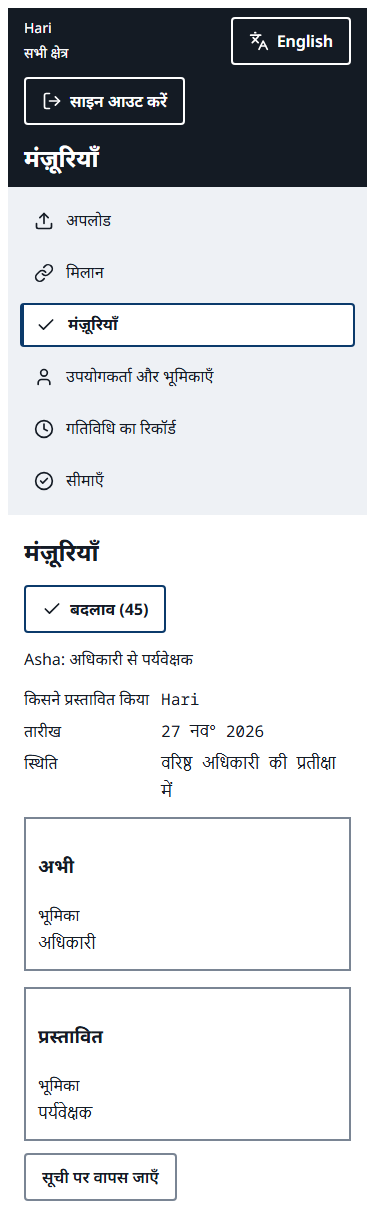 Hari
सभी क्षेत्र
English
साइन आउट करें
मंज़ूरियाँ
अपलोड
मिलान
मंज़ूरियाँ
उपयोगकर्ता और भूमिकाएँ
गतिविधि का रिकॉर्ड
सीमाएँ
मंज़ूरियाँ
बदलाव (45)
Asha: अधिकारी से पर्यवेक्षक
किसने प्रस्तावित किया Hari
तारीख 27 नव॰ 2026
स्थिति वरिष्ठ अधिकारी की प्रतीक्षा
में
अभी
भूमिका
अधिकारी
प्रस्तावित
भूमिका
पर्यवेक्षक
सूची पर वापस जाएँ